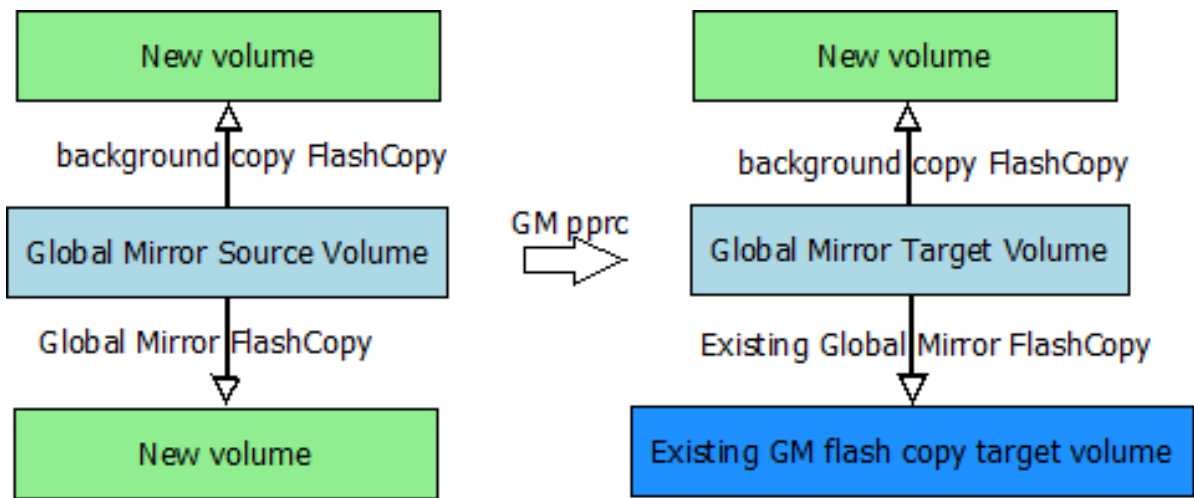 New volume
New volume
background copy FlashCopy
background copy FlashCopy
Global Mirror Source Volume
GM pprc
Global Mirror Target Volume
Global Mirror FlashCopy
Existing Global Mirror FlashCopy
New volume
Existing GM flash copy target volume